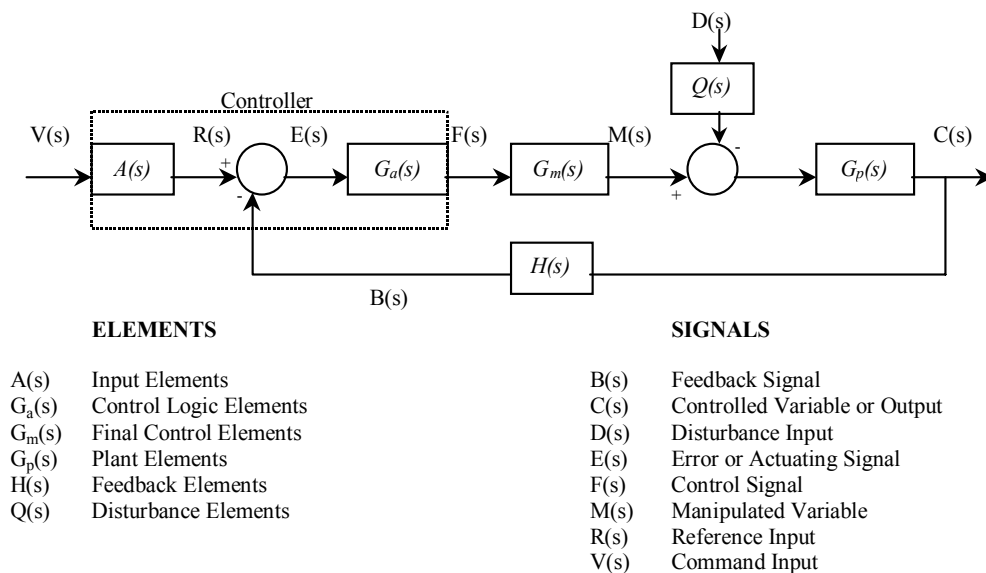 D(s)
Q(s)
Controller
V(s) R(s) E(s) F(s) M(s) C(s)
+ -
A(s) Gₐ(s) Gₘ(s) Gₚ(s)
- +
H(s)
B(s)
ELEMENTS SIGNALS
A(s) Input Elements B(s) Feedback Signal
Gₐ(s) Control Logic Elements C(s) Controlled Variable or Output
Gₘ(s) Final Control Elements D(s) Disturbance Input
Gₚ(s) Plant Elements E(s) Error or Actuating Signal
H(s) Feedback Elements F(s) Control Signal
Q(s) Disturbance Elements M(s) Manipulated Variable
R(s) Reference Input
V(s) Command Input